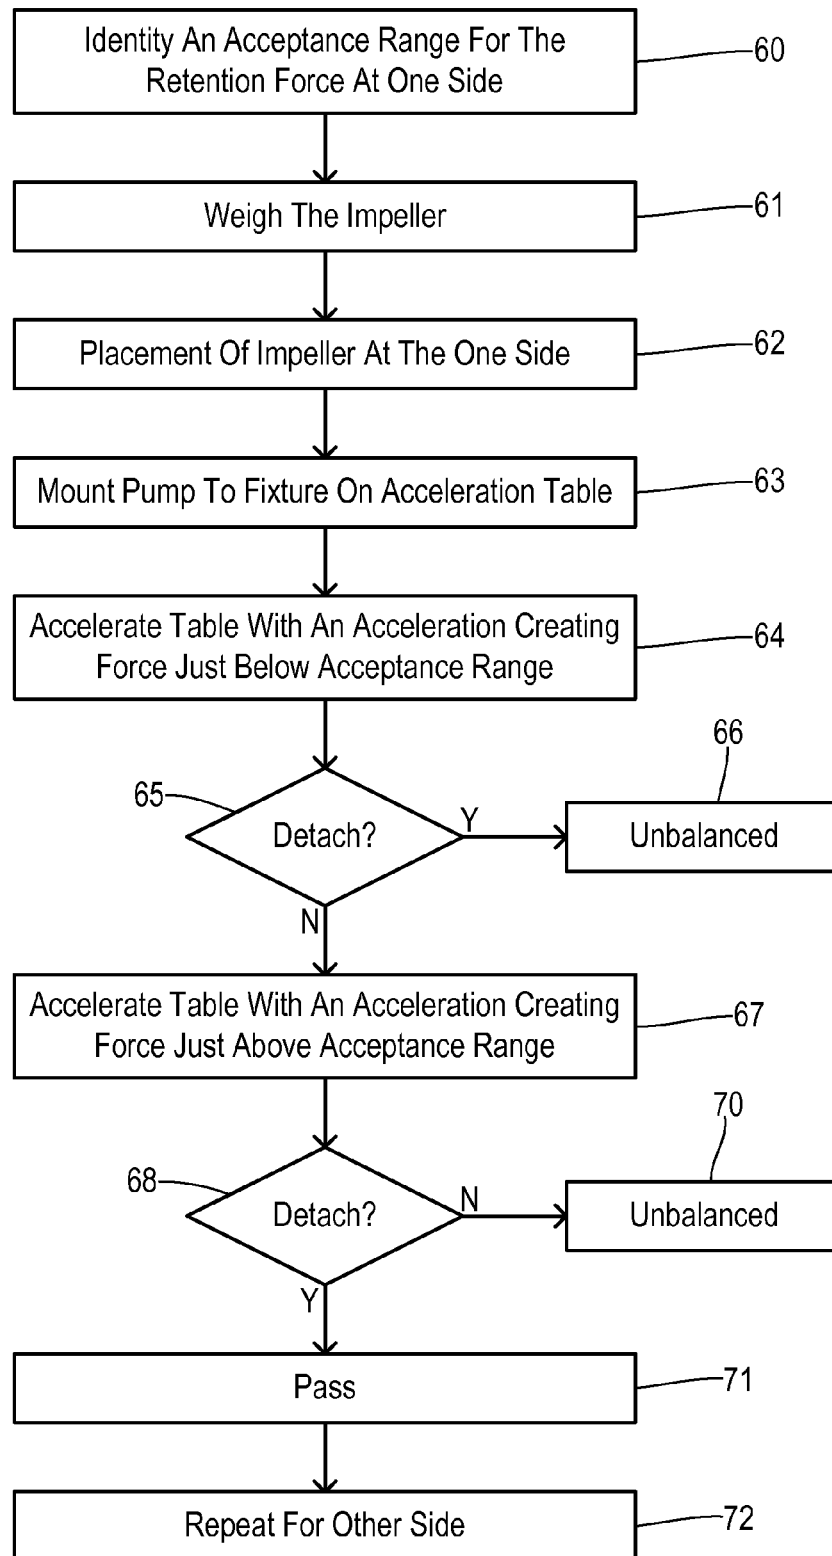 Identity An Acceptance Range For The
Retention Force At One Side
60
Weigh The Impeller
61
Placement Of Impeller At The One Side
62
Mount Pump To Fixture On Acceleration Table
63
Accelerate Table With An Acceleration Creating
Force Just Below Acceptance Range
64
65
Detach?
Y
N
66
Unbalanced
Accelerate Table With An Acceleration Creating
Force Just Above Acceptance Range
67
68
Detach?
N
Y
70
Unbalanced
Pass
71
Repeat For Other Side
72